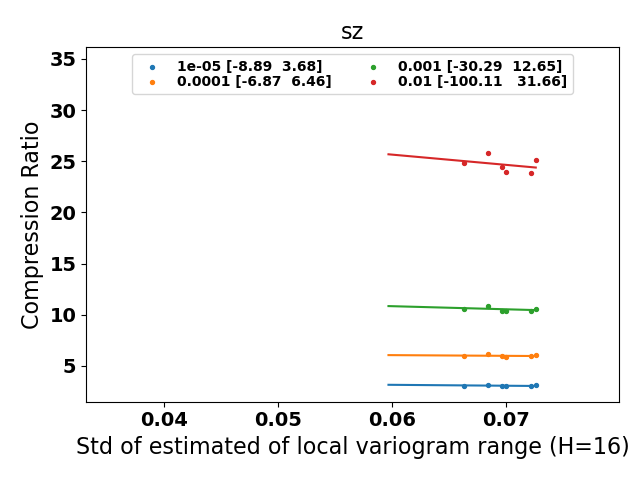 sz
1e-05 [-8.89  3.68]
0.0001 [-6.87  6.46]
0.001 [-30.29  12.65]
0.01 [-100.11   31.66]
Compression Ratio
35
30
25
20
15
10
5
0.04 0.05 0.06 0.07
Std of estimated of local variogram range (H=16)